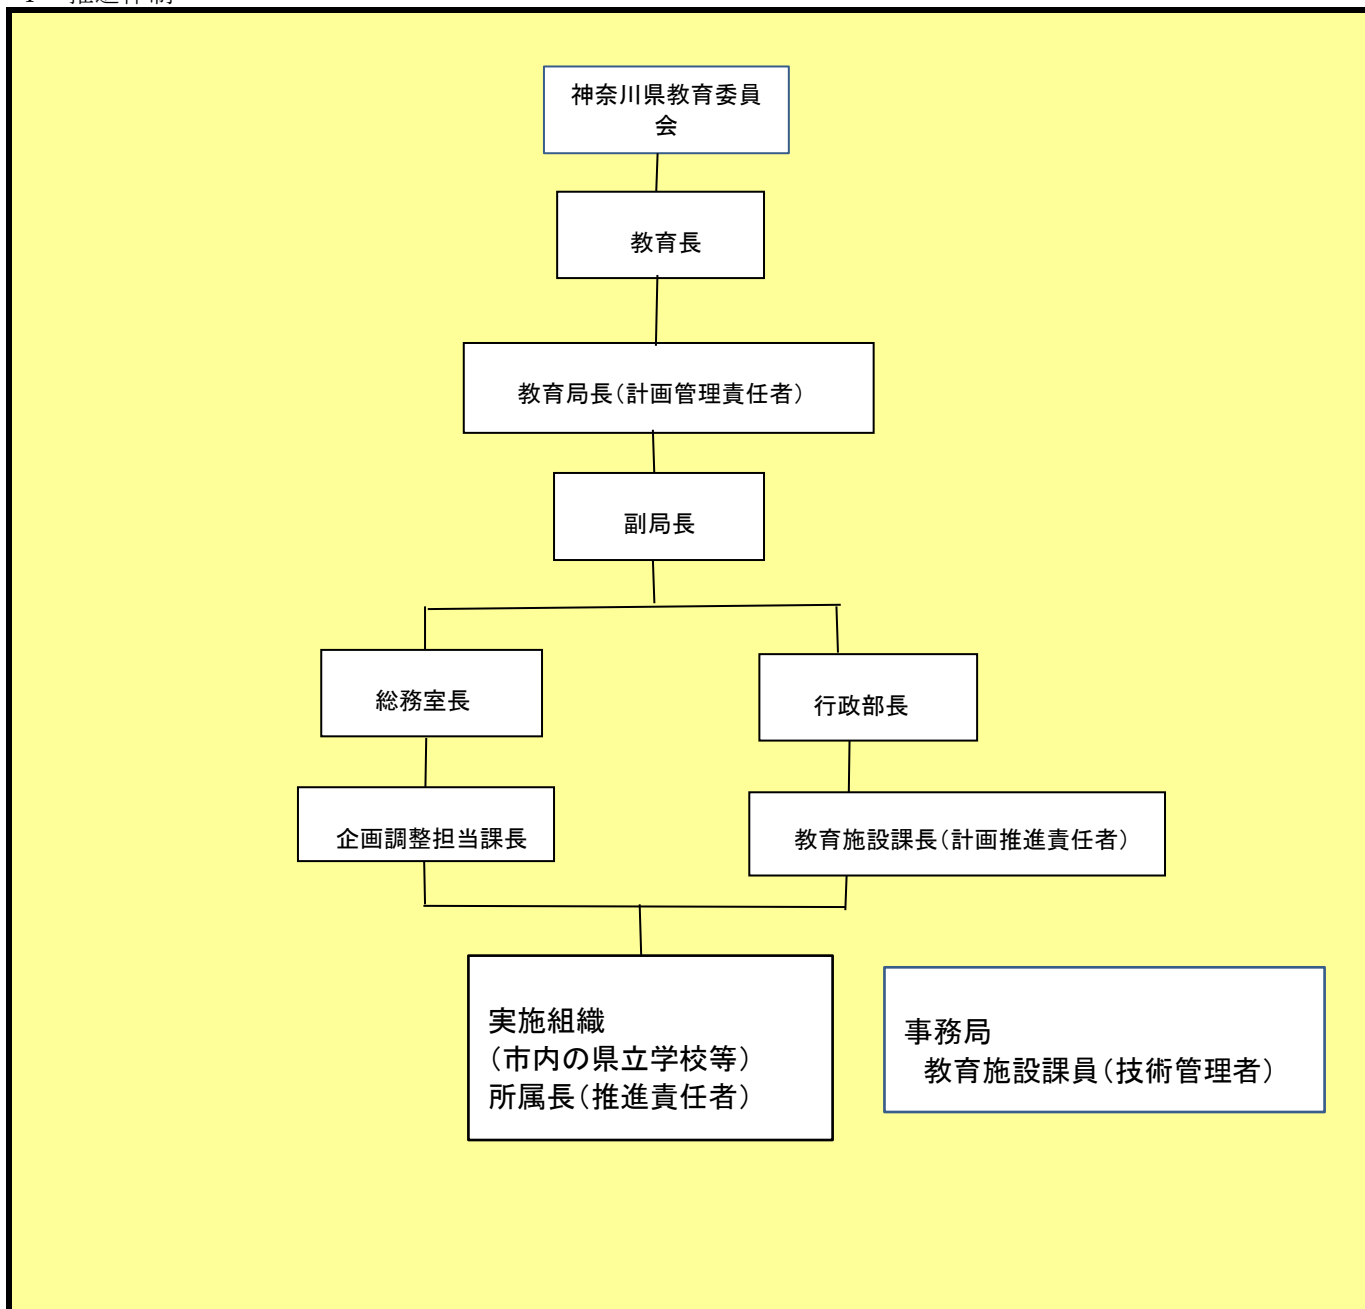 推進体制
神奈川県教育委員
会
教育長
教育局長(計画管理責任者)
副局長
総務室長
行政部長
企画調整担当課長
教育施設課長(計画推進責任者)
実施組織
(市内の県立学校等)
所属長(推進責任者)
事務局
教育施設課員(技術管理者)